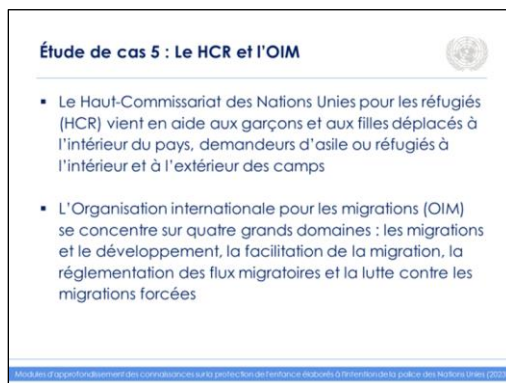 Étude de cas 5 : Le HCR et l'OIM
▪ Le Haut-Commissariat des Nations Unies pour les réfugiés
(HCR) vient en aide aux garçons et aux filles déplacés à
l'intérieur du pays, demandeurs d'asile ou réfugiés à
l'intérieur et à l'extérieur des camps
▪ L'Organisation internationale pour les migrations (OIM)
se concentre sur quatre grands domaines : les migrations
et le développement, la facilitation de la migration, la
réglementation des flux migratoires et la lutte contre les
migrations forcées
Modules d'approfondissement des connaissances sur la protection de l'enfance élaborés à l'intention de la police des Nations Unies (2023